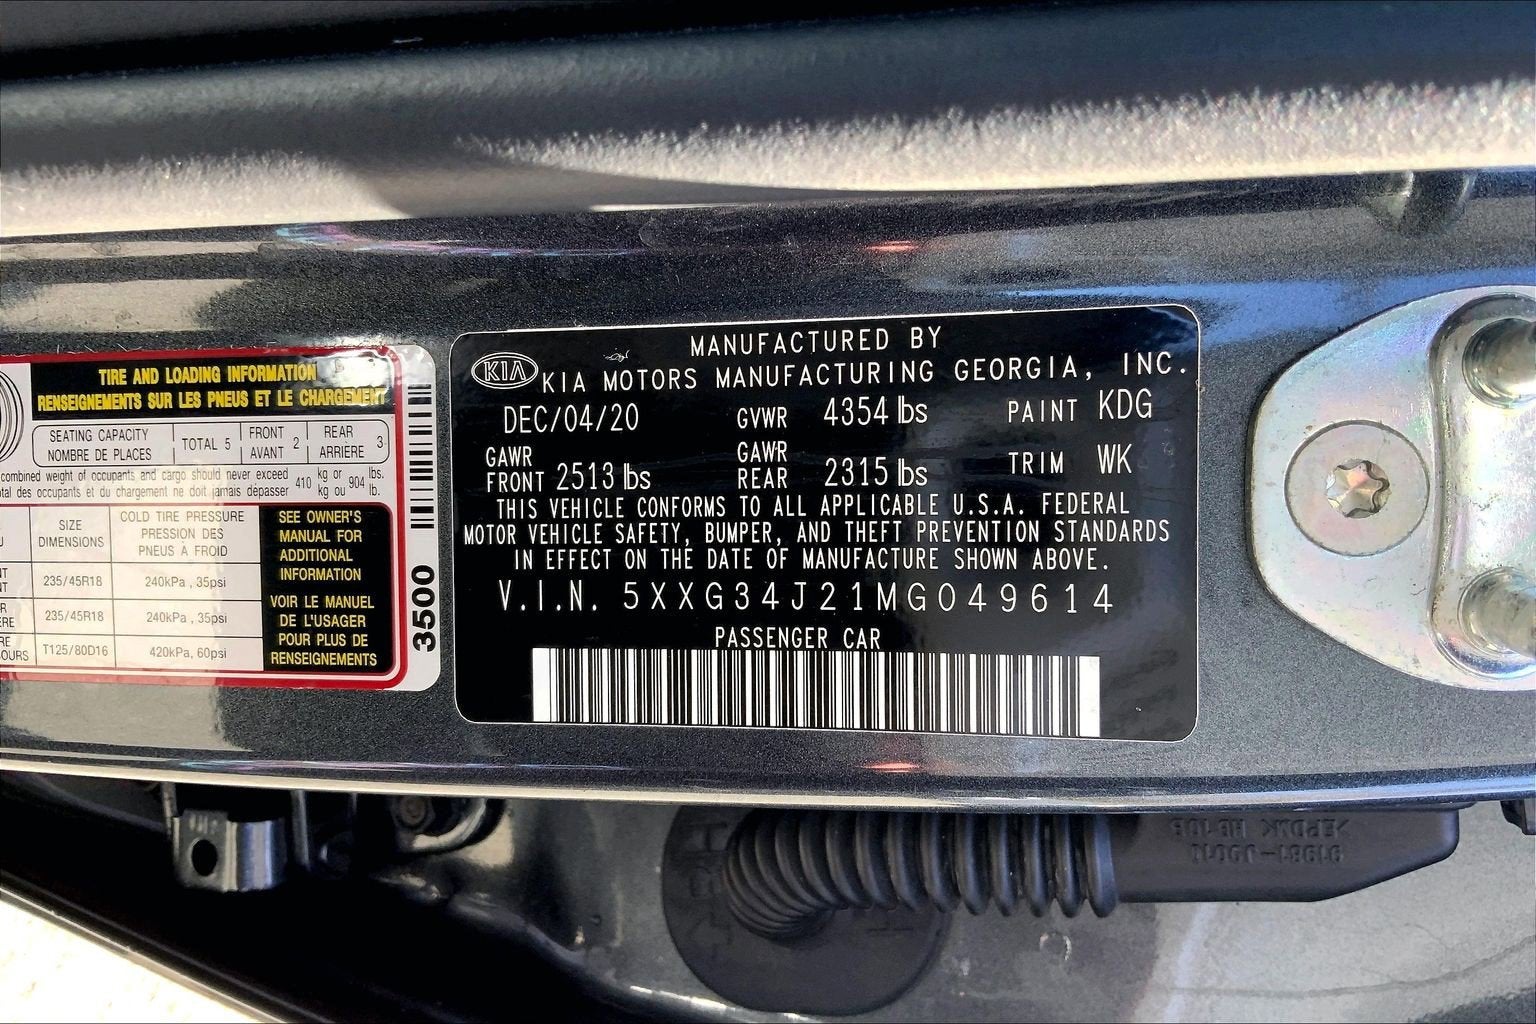 TIRE AND LOADING INFORMATION
RENSEIGNEMENTS SUR LES PNEUS ET LE CHARGEMENT
SEATING CAPACITY
NOMBRE DE PLACES
TOTAL 5
FRONT
AVANT
2
REAR
ARRIÈRE
3
combined weight of occupants and cargo should never exceed 410 kg or 904 lbs.
des occupants et du chargement ne doit jamais dépasser kg ou lb.
SIZE
DIMENSIONS
COLD TIRE PRESSURE
PRESSION DES
PNEUS À FROID
235/45R18 240kPa , 35psi
235/45R18 240kPa , 35psi
T125/80D16 420kPa, 60psi
SEE OWNER'S
MANUAL FOR
ADDITIONAL
INFORMATION
VOIR LE MANUEL
DE L'USAGER
POUR PLUS DE
RENSEIGNEMENTS
3500
KIA
MANUFACTURED BY
KIA MOTORS MANUFACTURING GEORGIA, INC.
DEC/04/20 GVWR 4354 lbs PAINT KDG
GAWR
FRONT 2513 lbs
GAWR
REAR 2315 lbs
TRIM WK
THIS VEHICLE CONFORMS TO ALL APPLICABLE U.S.A. FEDERAL
MOTOR VEHICLE SAFETY, BUMPER, AND THEFT PREVENTION STANDARDS
IN EFFECT ON THE DATE OF MANUFACTURE SHOWN ABOVE.
V.I.N. 5XXG34J21MG049614
PASSENGER CAR